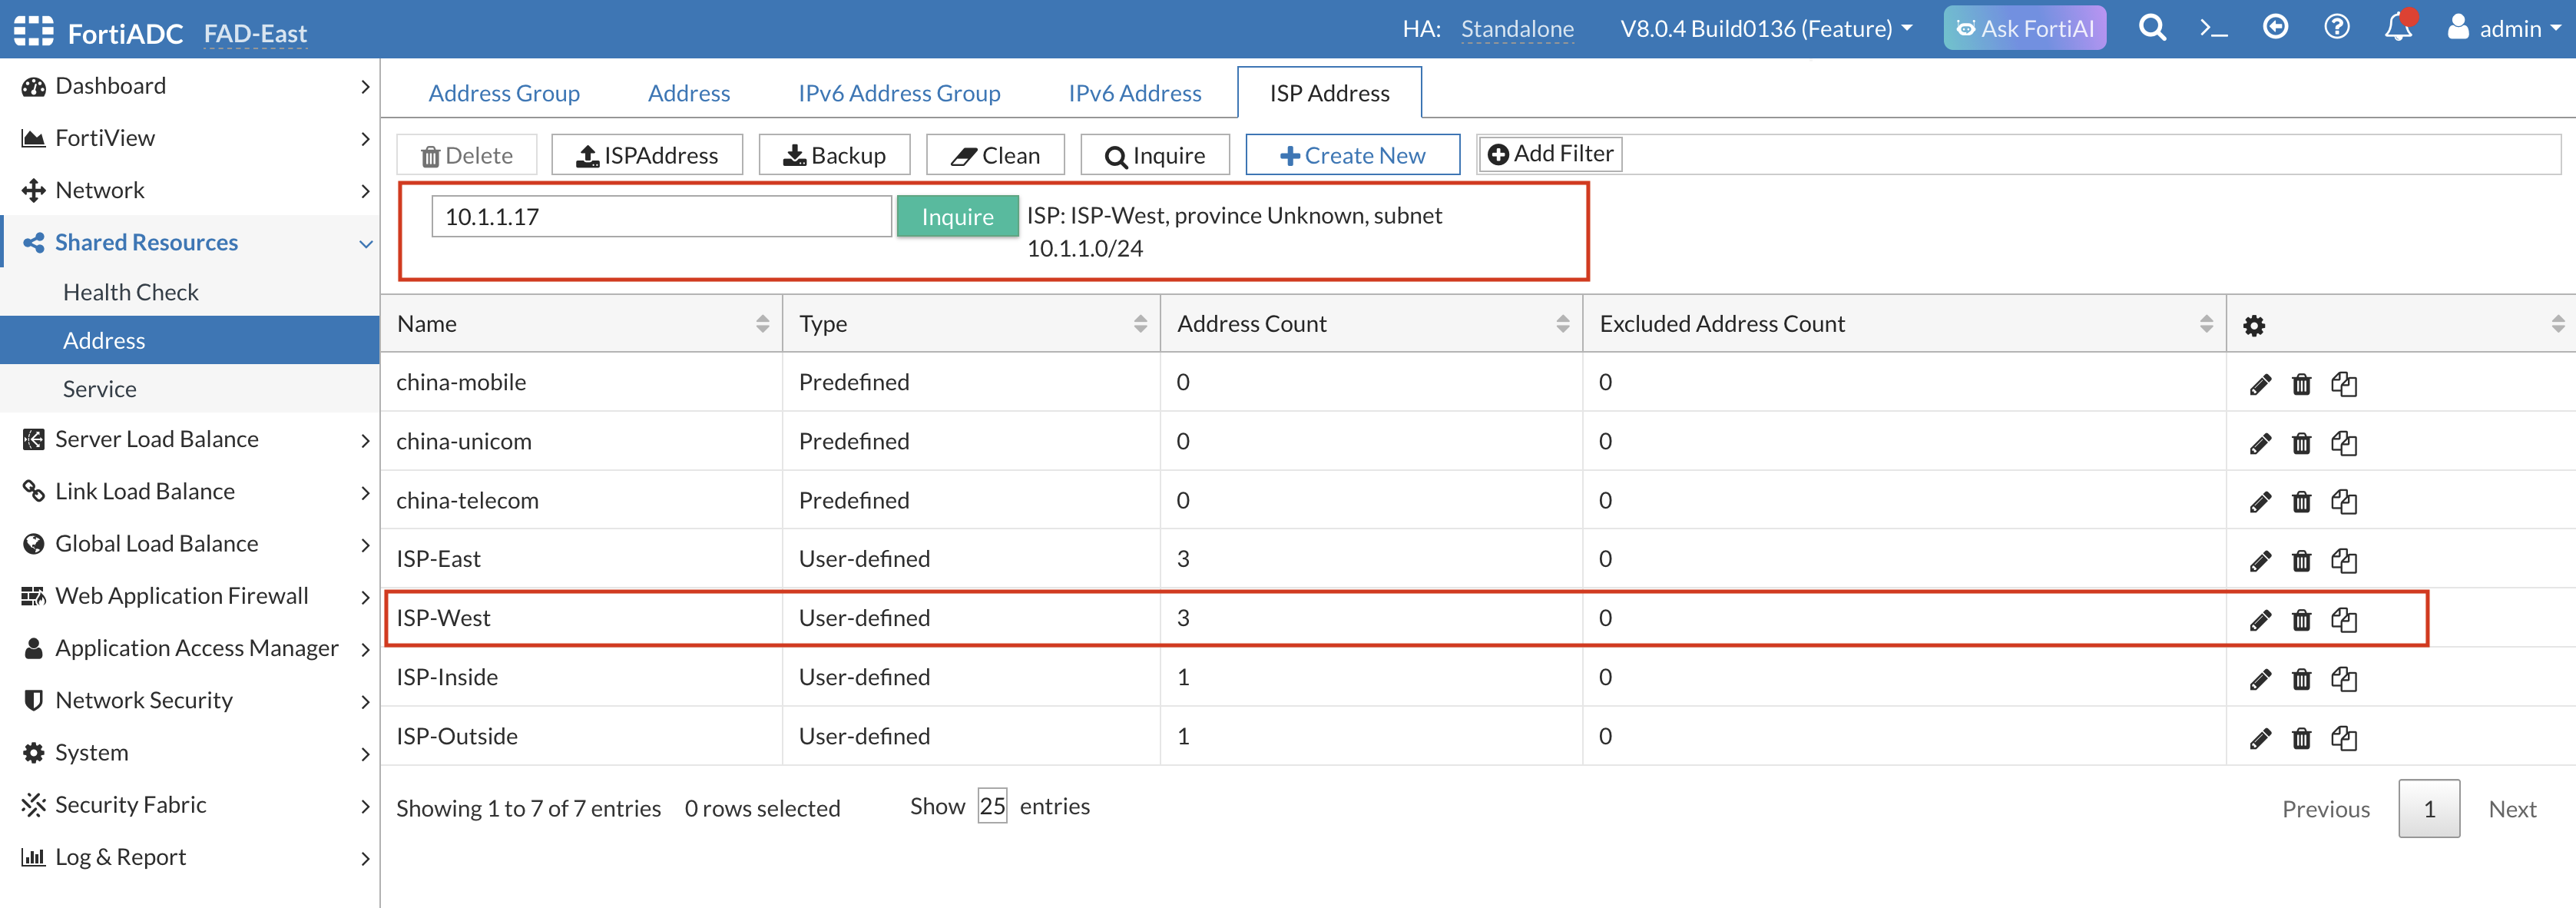 FortiADC FAD-East HA: Standalone V8.0.4 Build0136 (Feature) Ask FortiAI admin
Dashboard
FortiView
Network
Shared Resources
Health Check
Address
Service
Server Load Balance
Link Load Balance
Global Load Balance
Web Application Firewall
Application Access Manager
Network Security
System
Security Fabric
Log & Report
Address Group Address IPv6 Address Group IPv6 Address ISP Address
Delete ISPAddress Backup Clean Inquire Create New Add Filter
10.1.1.17 Inquire ISP: ISP-West, province Unknown, subnet
10.1.1.0/24
Name Type Address Count Excluded Address Count
china-mobile Predefined 0 0
china-unicom Predefined 0 0
china-telecom Predefined 0 0
ISP-East User-defined 3 0
ISP-West User-defined 3 0
ISP-Inside User-defined 1 0
ISP-Outside User-defined 1 0
Showing 1 to 7 of 7 entries 0 rows selected Show 25 entries Previous 1 Next